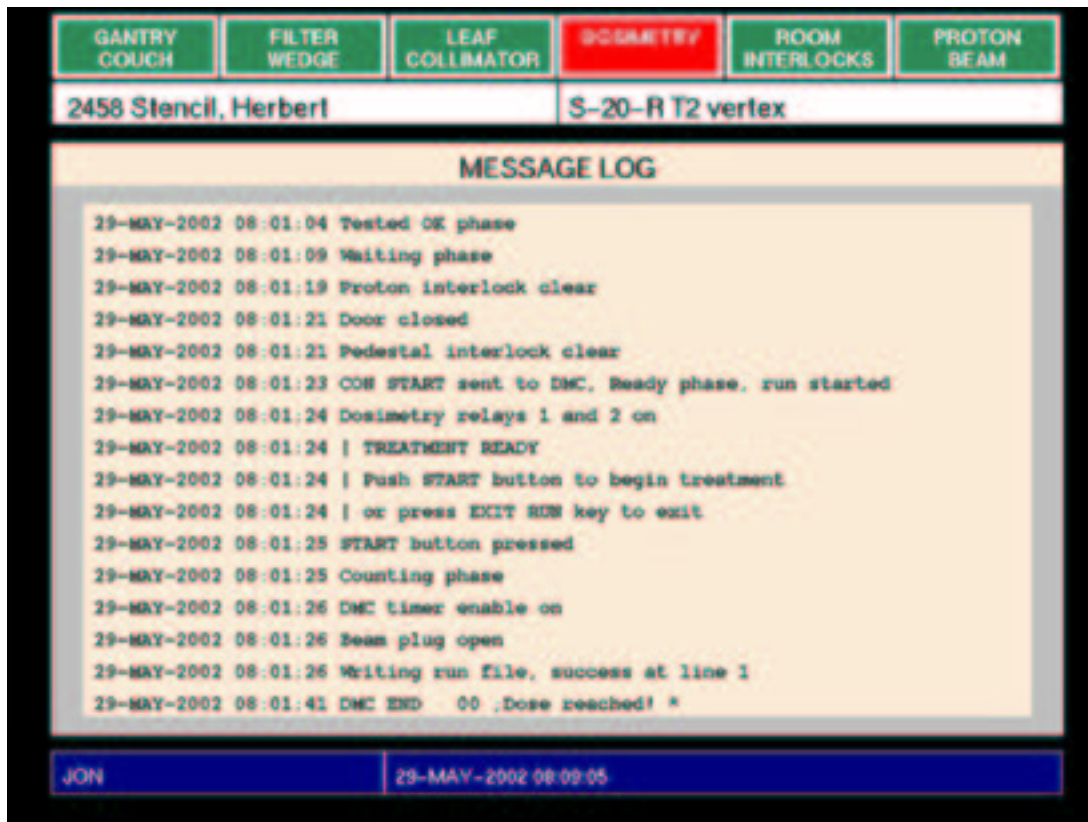 GANTRY COUCH
FILTER WEDGE
LEAF COLLIMATOR
DOSIMETRY
ROOM INTERLOCKS
PROTON BEAM
2458 Stencil, Herbert
S-20-R T2 vertex
MESSAGE LOG
29-MAY-2002 08:01:04 Tested OK phase
29-MAY-2002 08:01:09 Waiting phase
29-MAY-2002 08:01:19 Proton interlock clear
29-MAY-2002 08:01:21 Door closed
29-MAY-2002 08:01:21 Pedestal interlock clear
29-MAY-2002 08:01:23 CON START sent to DMC, Ready phase, run started
29-MAY-2002 08:01:24 Dosimetry relays 1 and 2 on
29-MAY-2002 08:01:24 | TREATMENT READY
29-MAY-2002 08:01:24 | Push START button to begin treatment
29-MAY-2002 08:01:24 | or press EXIT RUN key to exit
29-MAY-2002 08:01:25 START button pressed
29-MAY-2002 08:01:25 Counting phase
29-MAY-2002 08:01:26 DMC timer enable on
29-MAY-2002 08:01:26 Beam plug open
29-MAY-2002 08:01:26 Writing run file, success at line 1
29-MAY-2002 08:01:41 DMC END 00 ;Dose reached! *
JON
29-MAY-2002 08:09:05